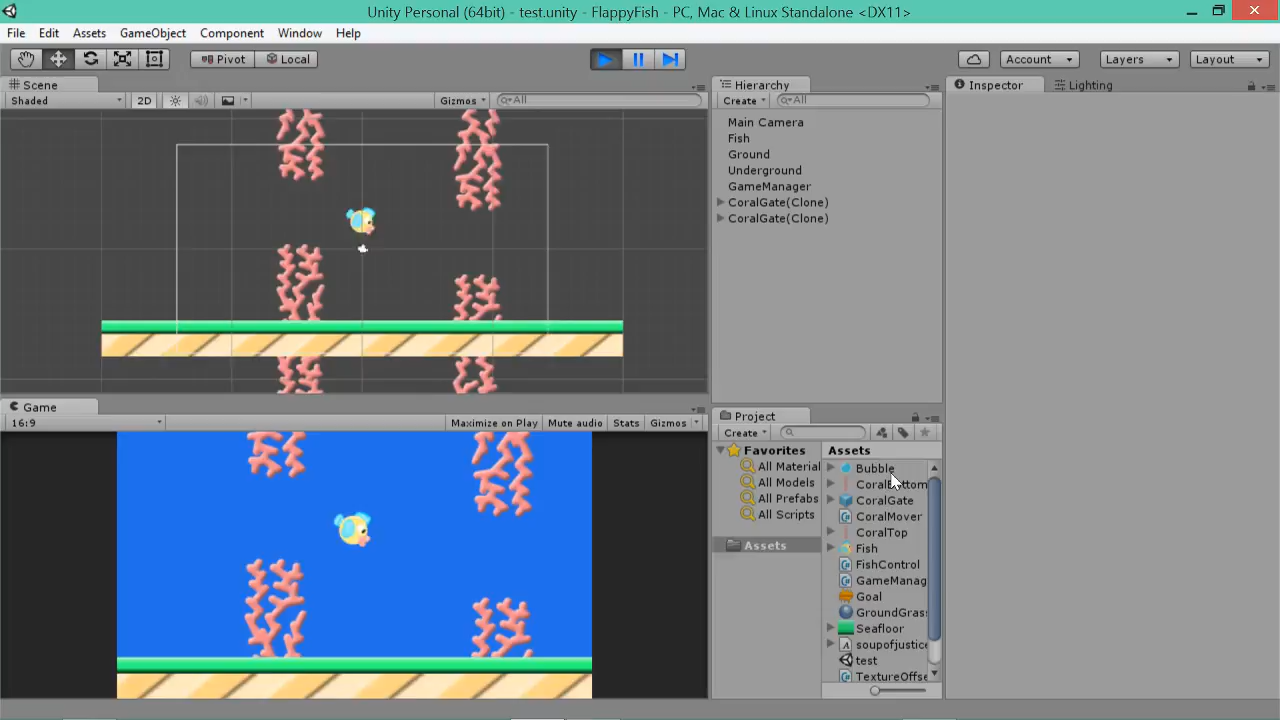 Unity Personal (64bit) - test.unity - FlappyFish - PC, Mac & Linux Standalone <DX11>
File Edit Assets GameObject Component Window Help
Pivot Local Account Layers Layout
Scene
Shaded 2D Gizmos All
Hierarchy
Create All
Main Camera
Fish
Ground
Underground
GameManager
CoralGate(Clone)
CoralGate(Clone)
Inspector Lighting
Game
16:9 Maximize on Play Mute audio Stats Gizmos
Project
Create
Favorites
All Material
All Models
All Prefabs
All Scripts
Assets
Assets
Bubble
CoralBottom
CoralGate
CoralMover
CoralTop
Fish
FishControl
GameManag
Goal
GroundGras
Seafloor
soupofjustice
test
TextureOffse